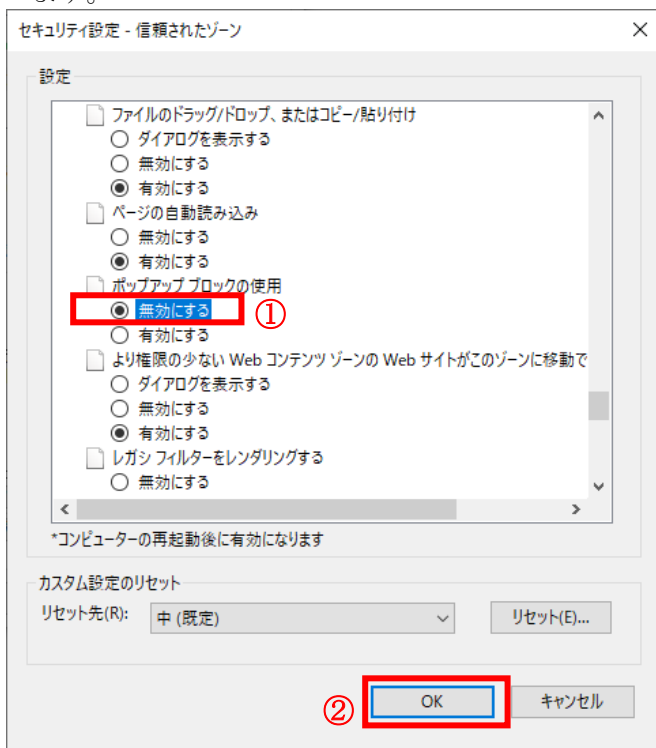 ます。
セキュリティ設定 - 信頼されたゾーン
設定
ファイルのドラッグ/ドロップ、またはコピー/貼り付け
ダイアログを表示する
無効にする
有効にする
ページの自動読み込み
無効にする
有効にする
ポップアップ ブロックの使用
無効にする ①
有効にする
より権限の少ない Web コンテンツ ゾーンの Web サイトがこのゾーンに移動で
ダイアログを表示する
無効にする
有効にする
レガシ フィルターをレンダリングする
無効にする
*コンピューターの再起動後に有効になります
カスタム設定のリセット
リセット先(R): 中 (既定) リセット(E)...
② OK キャンセル